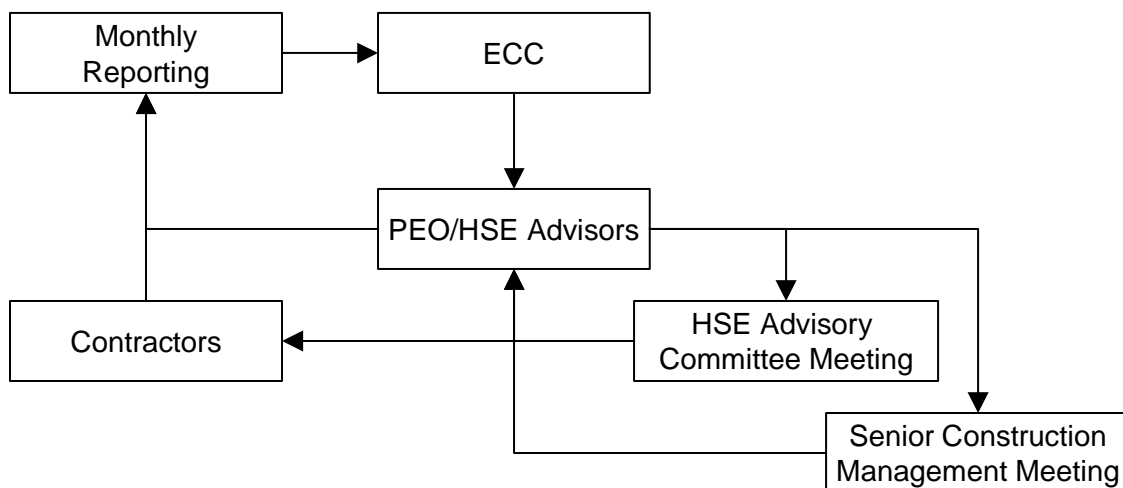 Monthly
Reporting
ECC
PEO/HSE Advisors
Contractors
HSE Advisory
Committee Meeting
Senior Construction
Management Meeting